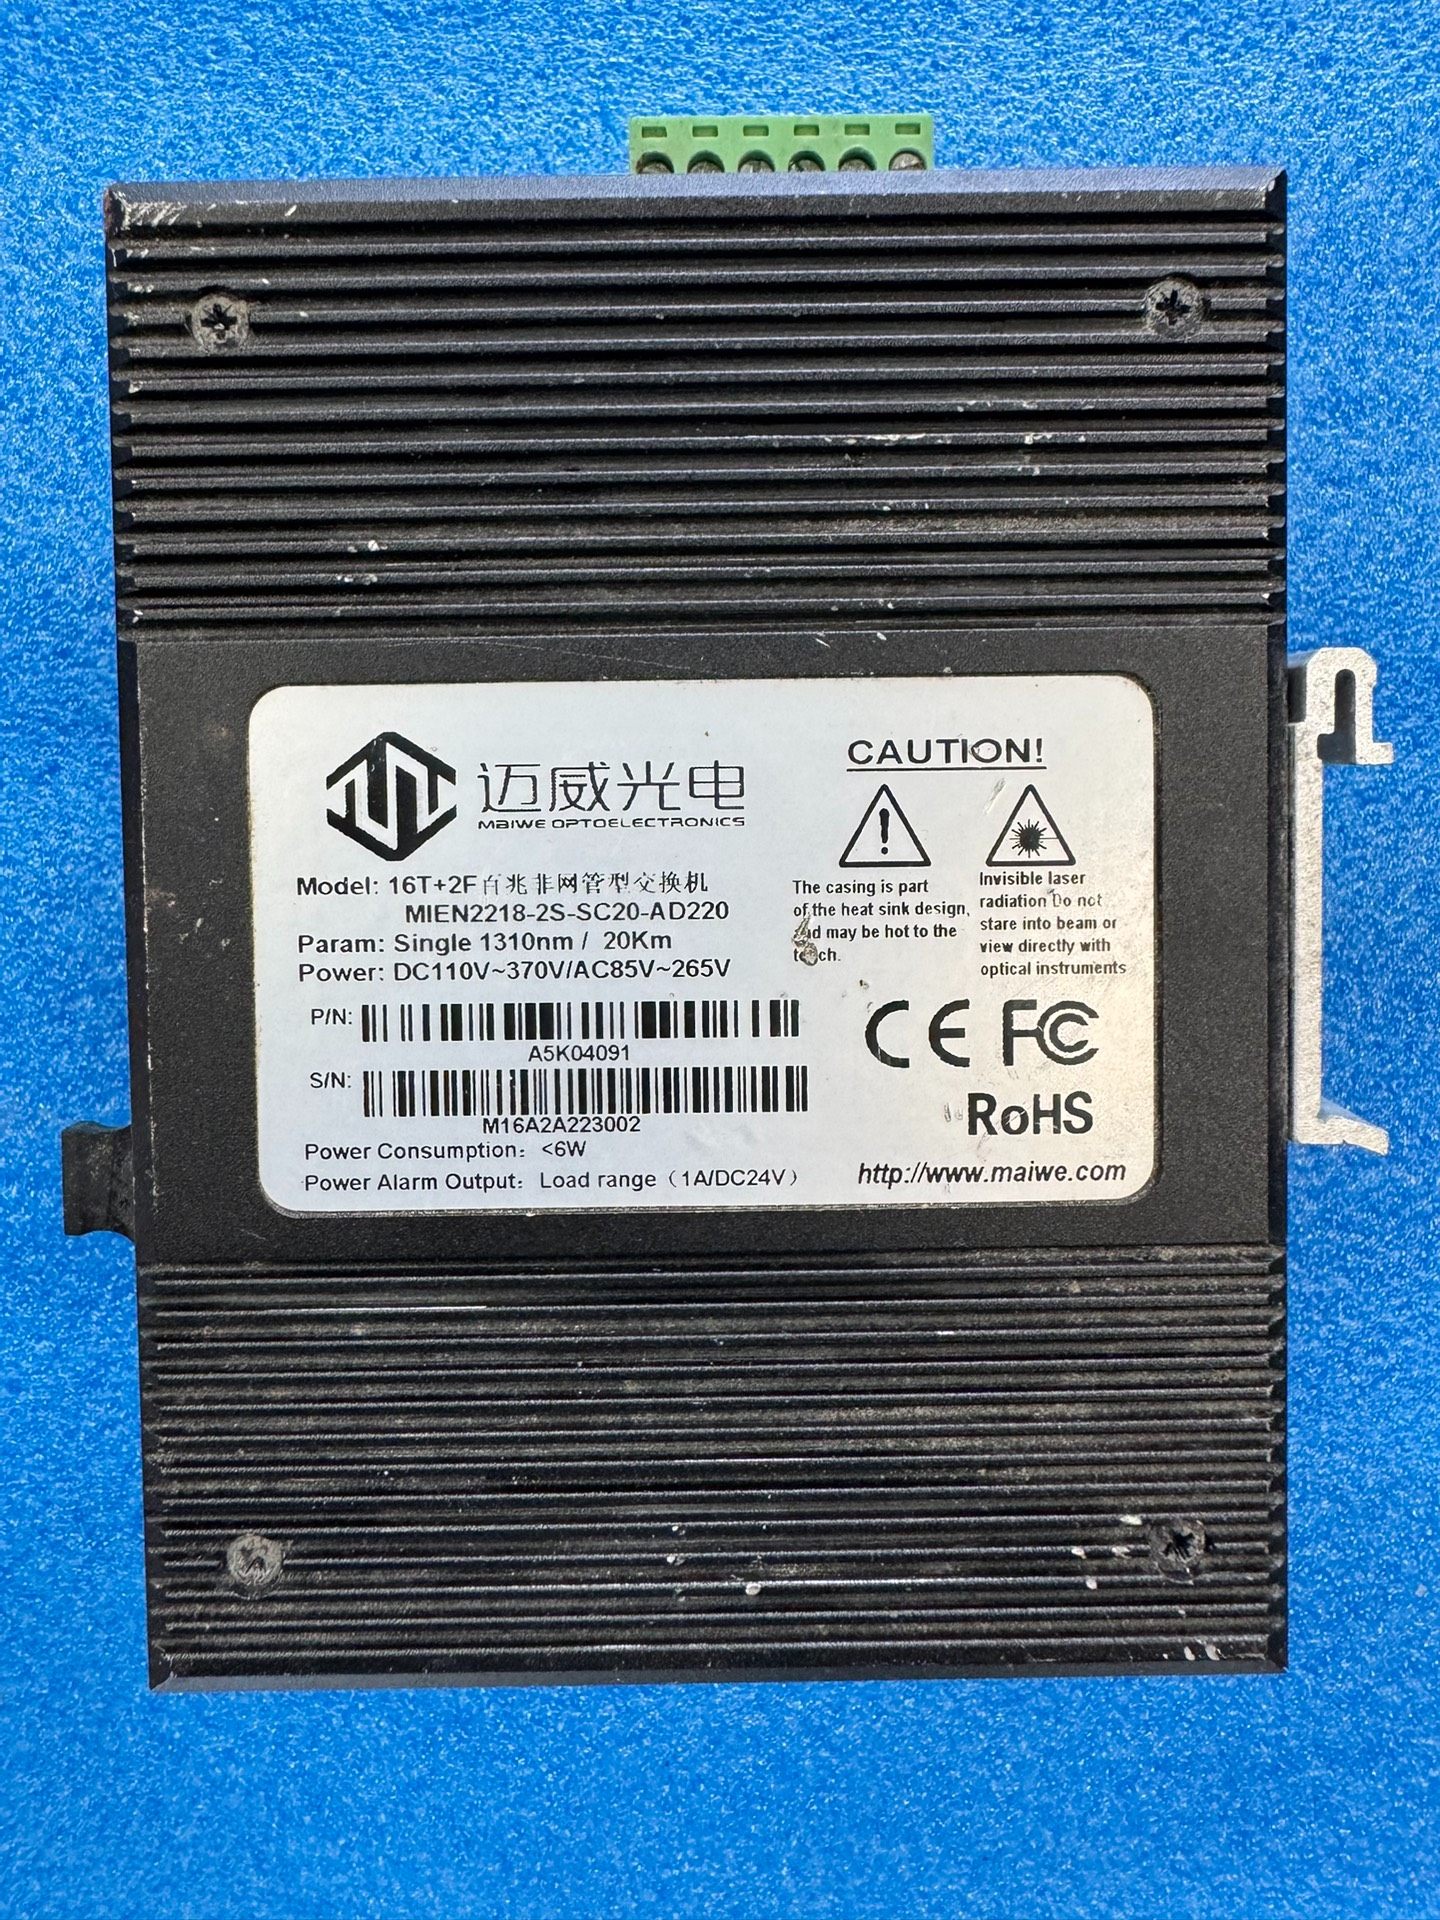 迈威光电
MAIWE OPTOELECTRONICS
Model: 16T+2F百兆非网管型交换机
MIEN2218-2S-SC20-AD220
Param: Single 1310nm / 20Km
Power: DC110V~370V/AC85V~265V
P/N:
A5K04091
S/N:
M16A2A223002
Power Consumption: <6W
Power Alarm Output: Load range（1A/DC24V）
CAUTION!
The casing is part
of the heat sink design,
and may be hot to the
touch.
Invisible laser
radiation Do not
stare into beam or
view directly with
optical instruments
CE FC
RoHS
http://www.maiwe.com